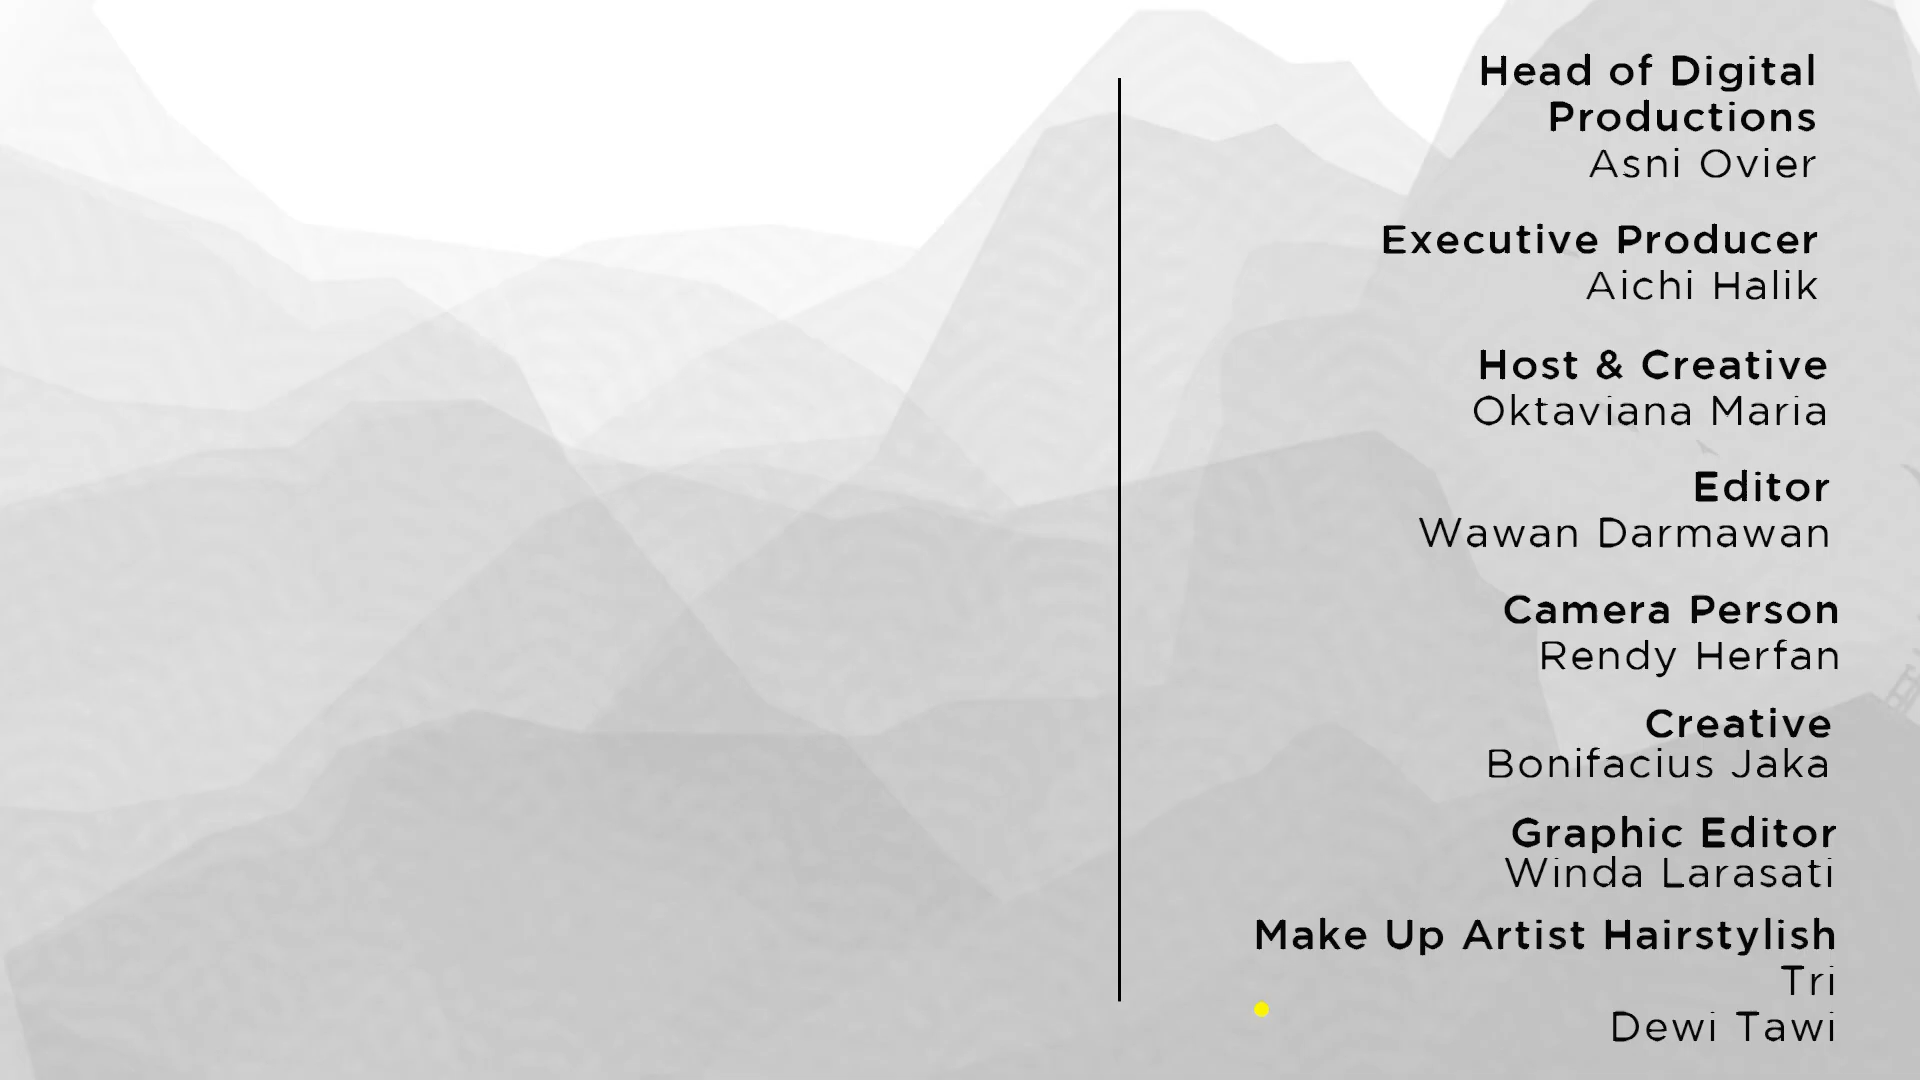 Head of Digital
Productions
Asni Ovier
Executive Producer
Aichi Halik
Host & Creative
Oktaviana Maria
Editor
Wawan Darmawan
Camera Person
Rendy Herfan
Creative
Bonifacius Jaka
Graphic Editor
Winda Larasati
Make Up Artist Hairstylish
Tri
Dewi Tawi